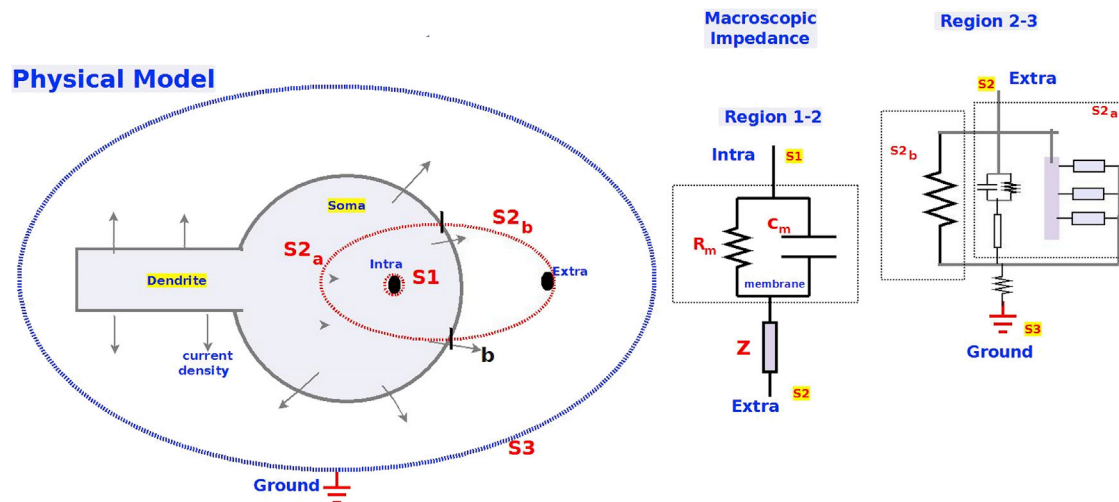 Physical Model
Soma
Dendrite
current
density
S2a
S2b
Intra
S1
Extra
b
S3
Ground
Macroscopic
Impedance
Region 1-2
Intra
S1
Rm
Cm
membrane
Z
S2
Extra
Region 2-3
S2
Extra
S2a
S2b
S3
Ground